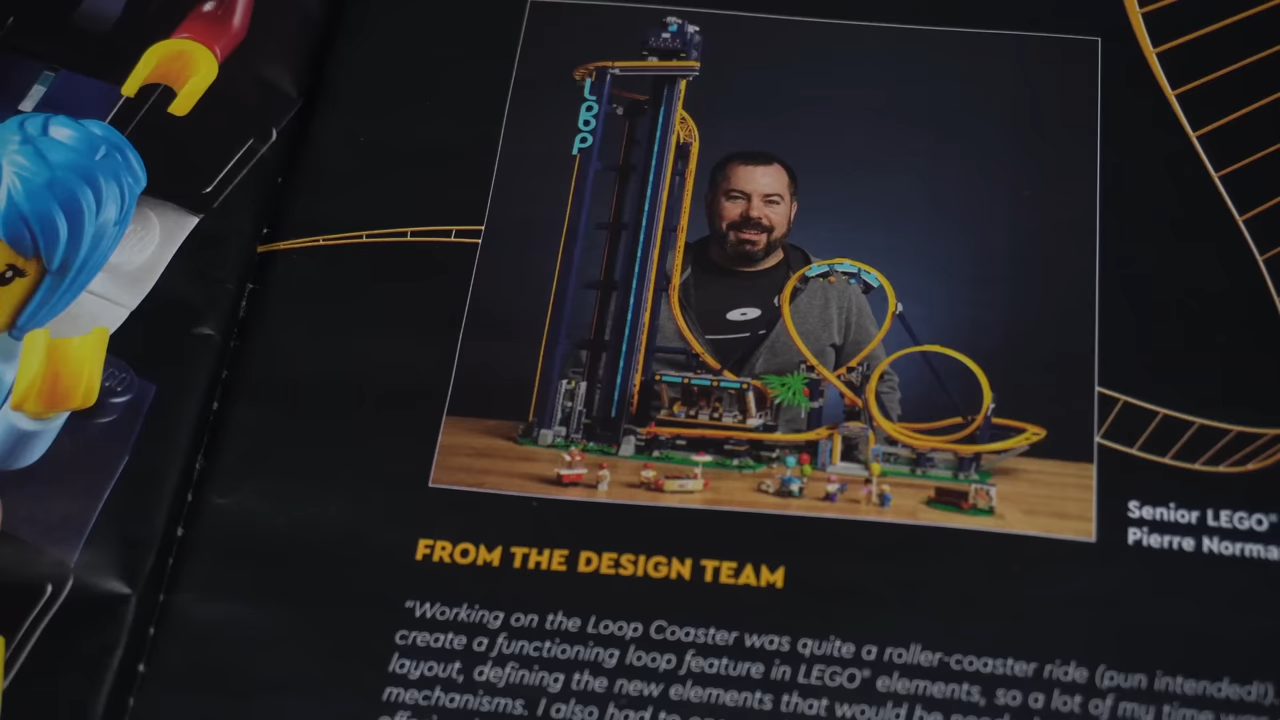 LOOP
Senior LEGO®
Pierre Norma
FROM THE DESIGN TEAM
"Working on the Loop Coaster was quite a roller-coaster ride (pun intended!)
create a functioning loop feature in LEGO® elements, so a lot of my time
layout, defining the new elements that would be
mechanisms. I also had to